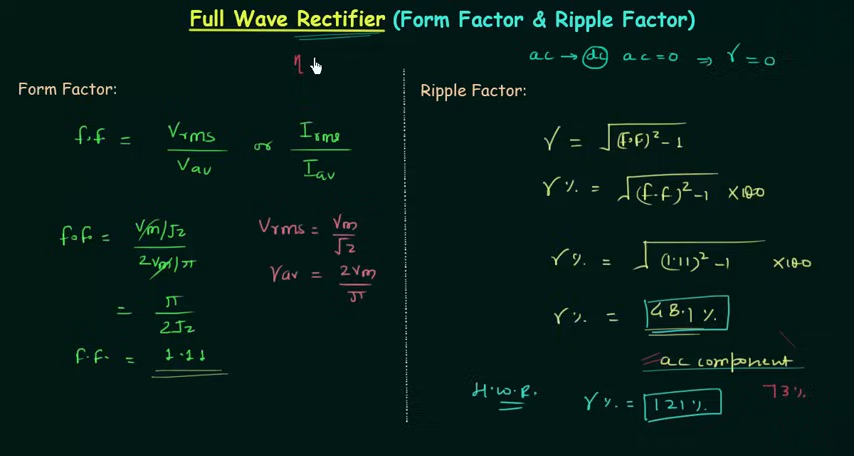 Full Wave Rectifier (Form Factor & Ripple Factor)
η
ac → dc ac=0 ⇒ γ=0
Form Factor:
f.f = Vrms/Vav or Irms/Iav
f.f = (Vm/√2)/(2Vm/π)
Vrms = Vm/√2
Vav = 2Vm/π
= π/2√2
f.f. = 1.11
Ripple Factor:
γ = √((f.f)² - 1)
γ% = √((f.f)² - 1) ×100
γ% = √((1.11)² - 1) ×100
γ% = 48.1%
ac component
73%
H.W.R. γ% = 121%